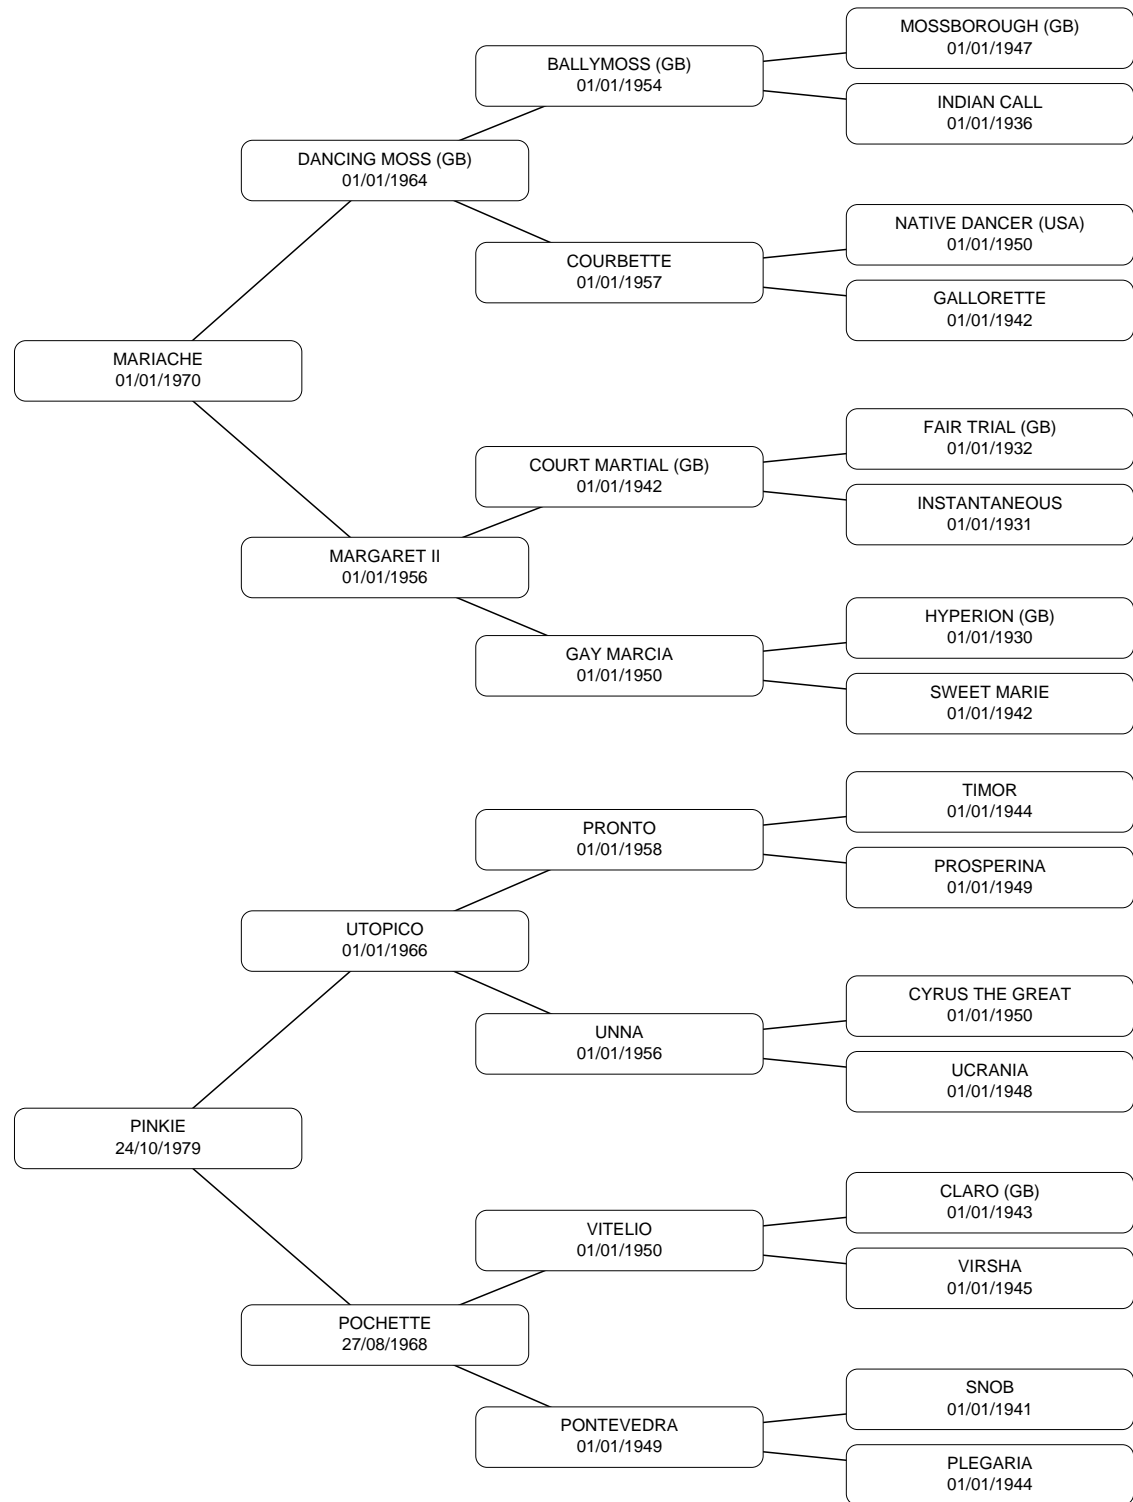 MOSSBOROUGH (GB)
01/01/1947
BALLYMOSS (GB)
01/01/1954
INDIAN CALL
01/01/1936
DANCING MOSS (GB)
01/01/1964
NATIVE DANCER (USA)
01/01/1950
COURBETTE
01/01/1957
GALLORETTE
01/01/1942
MARIACHE
01/01/1970
FAIR TRIAL (GB)
01/01/1932
COURT MARTIAL (GB)
01/01/1942
INSTANTANEOUS
01/01/1931
MARGARET II
01/01/1956
HYPERION (GB)
01/01/1930
GAY MARCIA
01/01/1950
SWEET MARIE
01/01/1942
TIMOR
01/01/1944
PRONTO
01/01/1958
PROSPERINA
01/01/1949
UTOPICO
01/01/1966
CYRUS THE GREAT
01/01/1950
UNNA
01/01/1956
UCRANIA
01/01/1948
PINKIE
24/10/1979
CLARO (GB)
01/01/1943
VITELIO
01/01/1950
VIRSHA
01/01/1945
POCHETTE
27/08/1968
SNOB
01/01/1941
PONTEVEDRA
01/01/1949
PLEGARIA
01/01/1944